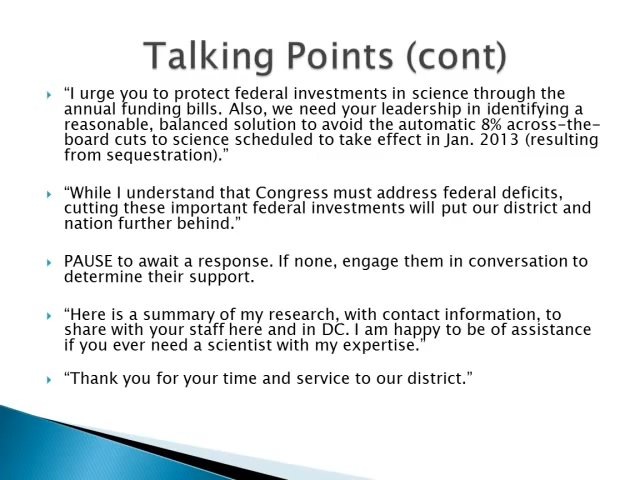 Talking Points (cont)
“I urge you to protect federal investments in science through the
annual funding bills. Also, we need your leadership in identifying a
reasonable, balanced solution to avoid the automatic 8% across-the-
board cuts to science scheduled to take effect in Jan. 2013 (resulting
from sequestration).”
“While I understand that Congress must address federal deficits,
cutting these important federal investments will put our district and
nation further behind.”
PAUSE to await a response. If none, engage them in conversation to
determine their support.
“Here is a summary of my research, with contact information, to
share with your staff here and in DC. I am happy to be of assistance
if you ever need a scientist with my expertise.”
“Thank you for your time and service to our district.”